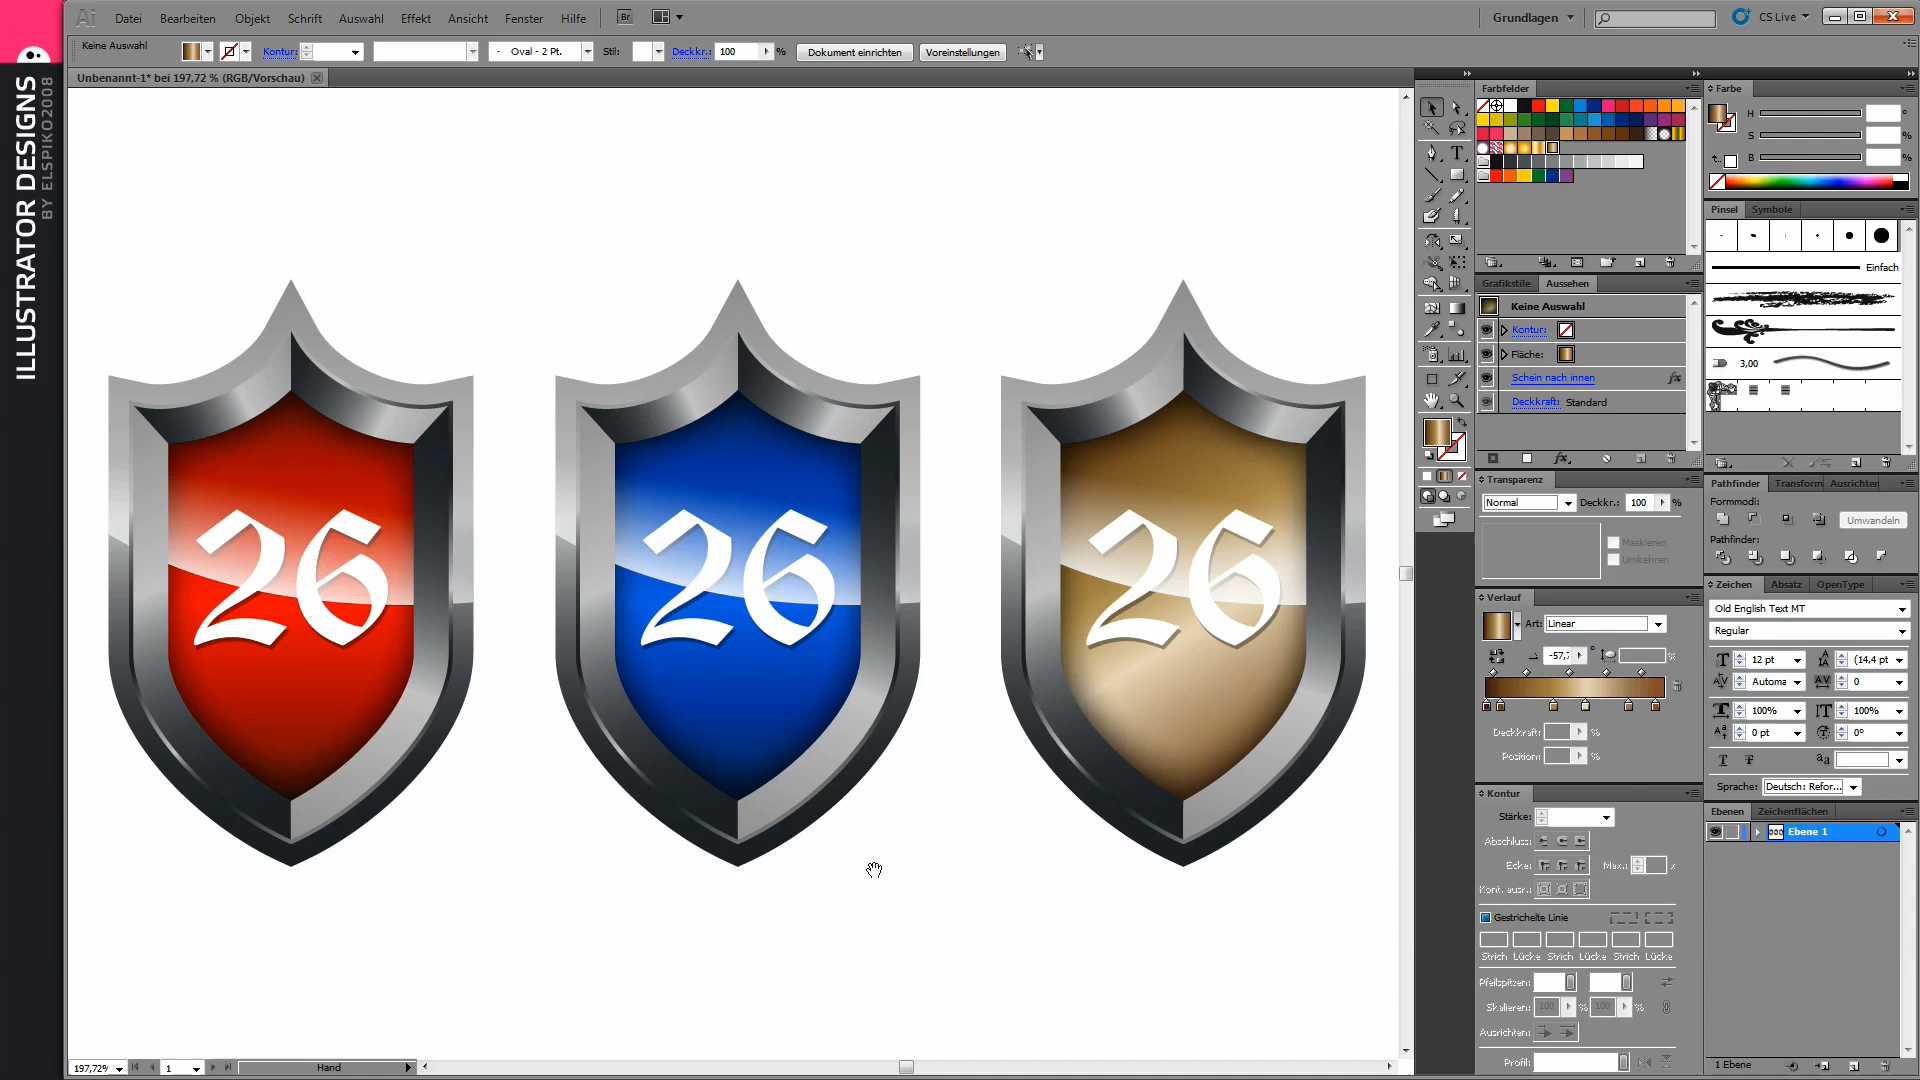 Ai Datei Bearbeiten Objekt Schrift Auswahl Effekt Ansicht Fenster Hilfe Br Grundlagen CS Live
Keine Auswahl Kontur: Oval - 2 Pt. Stil: Deckkr.: 100 % Dokument einrichten Voreinstellungen
Unbenannt-1* bei 197,72 % (RGB/Vorschau)
ILLUSTRATOR DESIGNS
BY ELSPIKO2008
26
26
26
197,72% 1 Hand
Farbfelder
Grafikstile Aussehen
Keine Auswahl
Kontur:
Fläche:
Schein nach innen fx
Deckkraft: Standard
fx
Transparenz
Normal Deckkr.: 100 %
Maskieren
Umkehren
Verlauf
Art: Linear
°
%
Deckkraft: %
Position: %
Kontur
Stärke:
Abschluss:
Ecke: Max.: x
Kont. ausr.:
Gestrichelte Linie
Strich Lücke Strich Lücke Strich Lücke
Pfeilspitzen:
Skalieren: 100 % 100 %
Ausrichten:
Profil:
Farbe
H °
S %
B %
Pinsel Symbole
Einfach
3,00
Pathfinder Transform Ausrichten
Formmodi:
Umwandeln
Pathfinder:
Zeichen Absatz OpenType
Old English Text MT
Regular
12 pt (14,4 pt
Automa 0
100% 100%
0 pt 0°
Sprache: Deutsch: Refor...
Ebenen Zeichenflächen
Ebene 1
1 Ebene